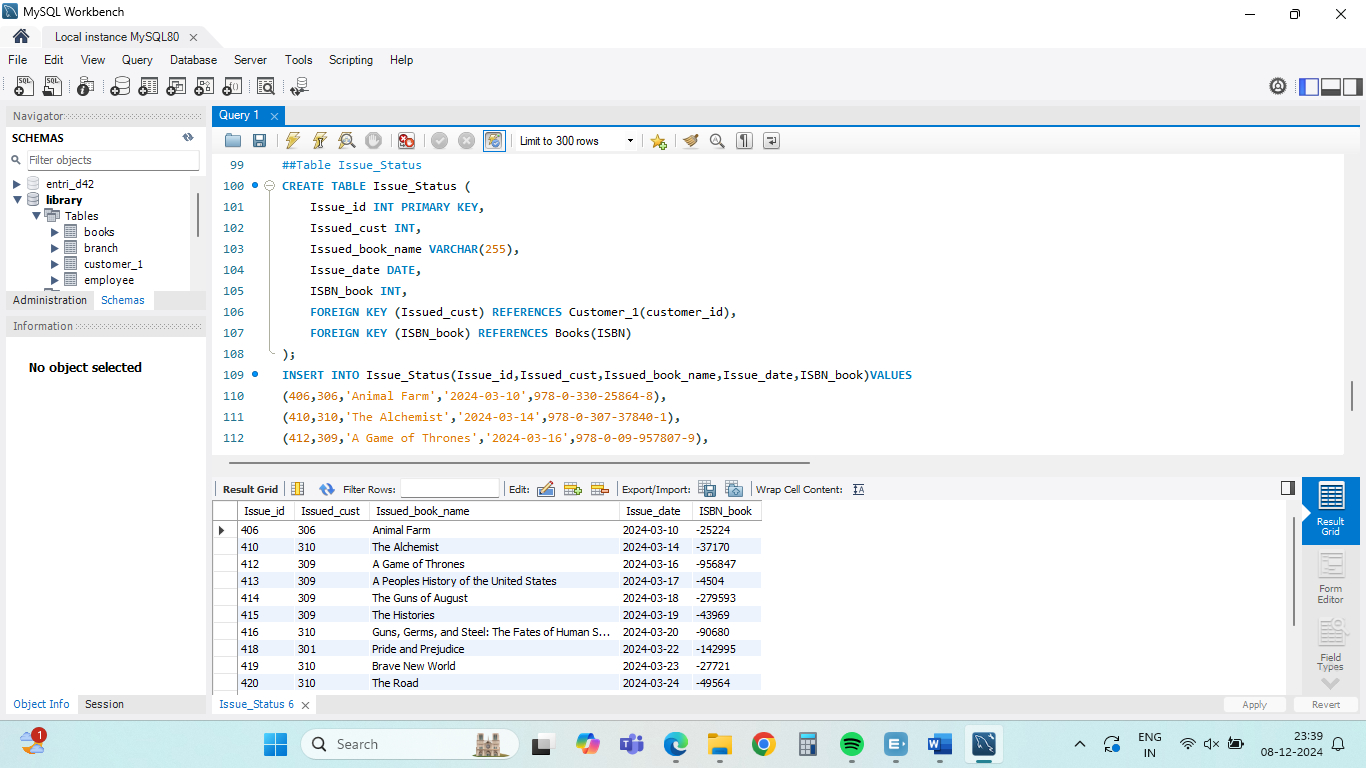 MySQL Workbench
Local instance MySQL80
File Edit View Query Database Server Tools Scripting Help
Navigator
SCHEMAS
Filter objects
entri_d42
library
Tables
books
branch
customer_1
employee
Administration Schemas
Information
No object selected
Object Info Session
Query 1
Limit to 300 rows
99 ##Table Issue_Status
100 CREATE TABLE Issue_Status (
101 Issue_id INT PRIMARY KEY,
102 Issued_cust INT,
103 Issued_book_name VARCHAR(255),
104 Issue_date DATE,
105 ISBN_book INT,
106 FOREIGN KEY (Issued_cust) REFERENCES Customer_1(customer_id),
107 FOREIGN KEY (ISBN_book) REFERENCES Books(ISBN)
108 );
109 INSERT INTO Issue_Status(Issue_id,Issued_cust,Issued_book_name,Issue_date,ISBN_book)VALUES
110 (406,306,'Animal Farm','2024-03-10',978-0-330-25864-8),
111 (410,310,'The Alchemist','2024-03-14',978-0-307-37840-1),
112 (412,309,'A Game of Thrones','2024-03-16',978-0-09-957807-9),
Result Grid Filter Rows: Edit: Export/Import: Wrap Cell Content:
Issue_id Issued_cust Issued_book_name Issue_date ISBN_book
406 306 Animal Farm 2024-03-10 -25224
410 310 The Alchemist 2024-03-14 -37170
412 309 A Game of Thrones 2024-03-16 -956847
413 309 A Peoples History of the United States 2024-03-17 -4504
414 309 The Guns of August 2024-03-18 -279593
415 309 The Histories 2024-03-19 -43969
416 310 Guns, Germs, and Steel: The Fates of Human S... 2024-03-20 -90680
418 301 Pride and Prejudice 2024-03-22 -142995
419 310 Brave New World 2024-03-23 -27721
420 310 The Road 2024-03-24 -49564
Result Grid
Form Editor
Field Types
Issue_Status 6
Apply Revert
1
Search
ENG
IN
23:39
08-12-2024